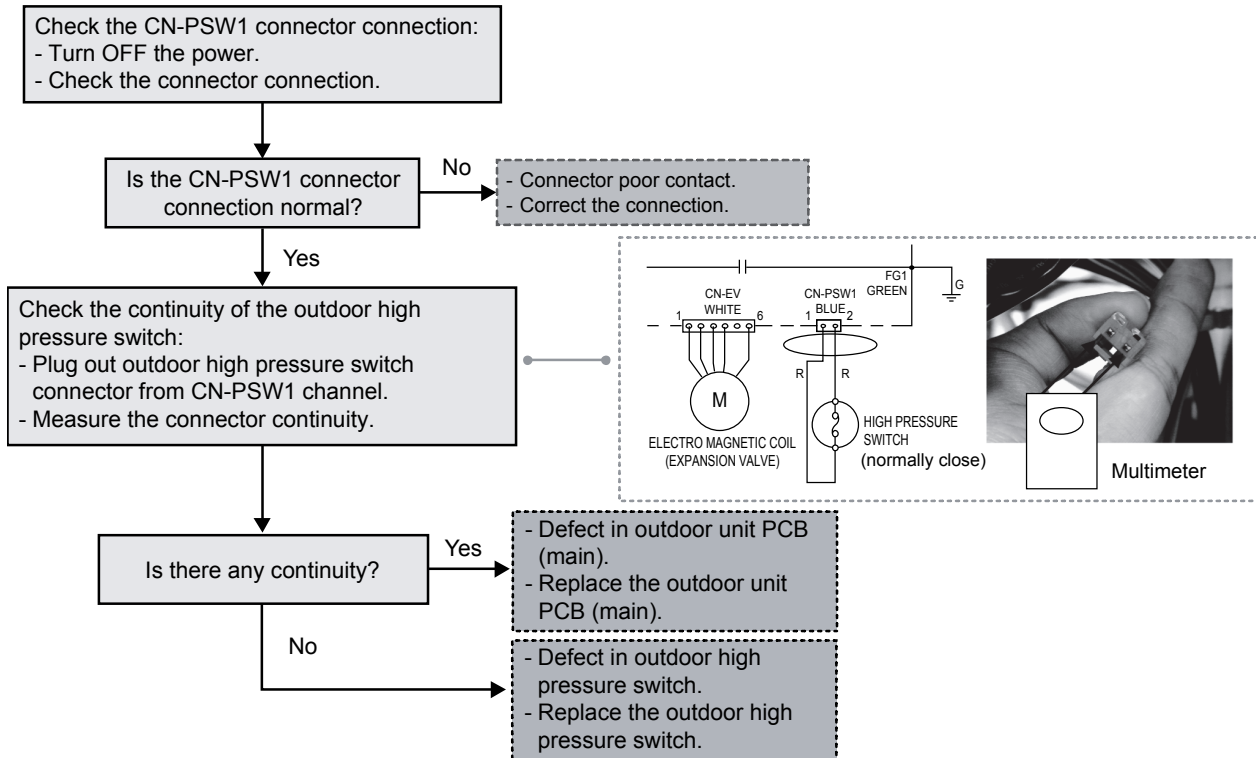 Check the CN-PSW1 connector connection:
- Turn OFF the power.
- Check the connector connection.
Is the CN-PSW1 connector
connection normal?
No
- Connector poor contact.
- Correct the connection.
Yes
Check the continuity of the outdoor high
pressure switch:
- Plug out outdoor high pressure switch
connector from CN-PSW1 channel.
- Measure the connector continuity.
FG1
GREEN
G
CN-EV
WHITE
1
6
CN-PSW1
BLUE
1
2
R
R
M
ELECTRO MAGNETIC COIL
(EXPANSION VALVE)
HIGH PRESSURE
SWITCH
(normally close)
Multimeter
Is there any continuity?
Yes
- Defect in outdoor unit PCB
(main).
- Replace the outdoor unit
PCB (main).
No
- Defect in outdoor high
pressure switch.
- Replace the outdoor high
pressure switch.